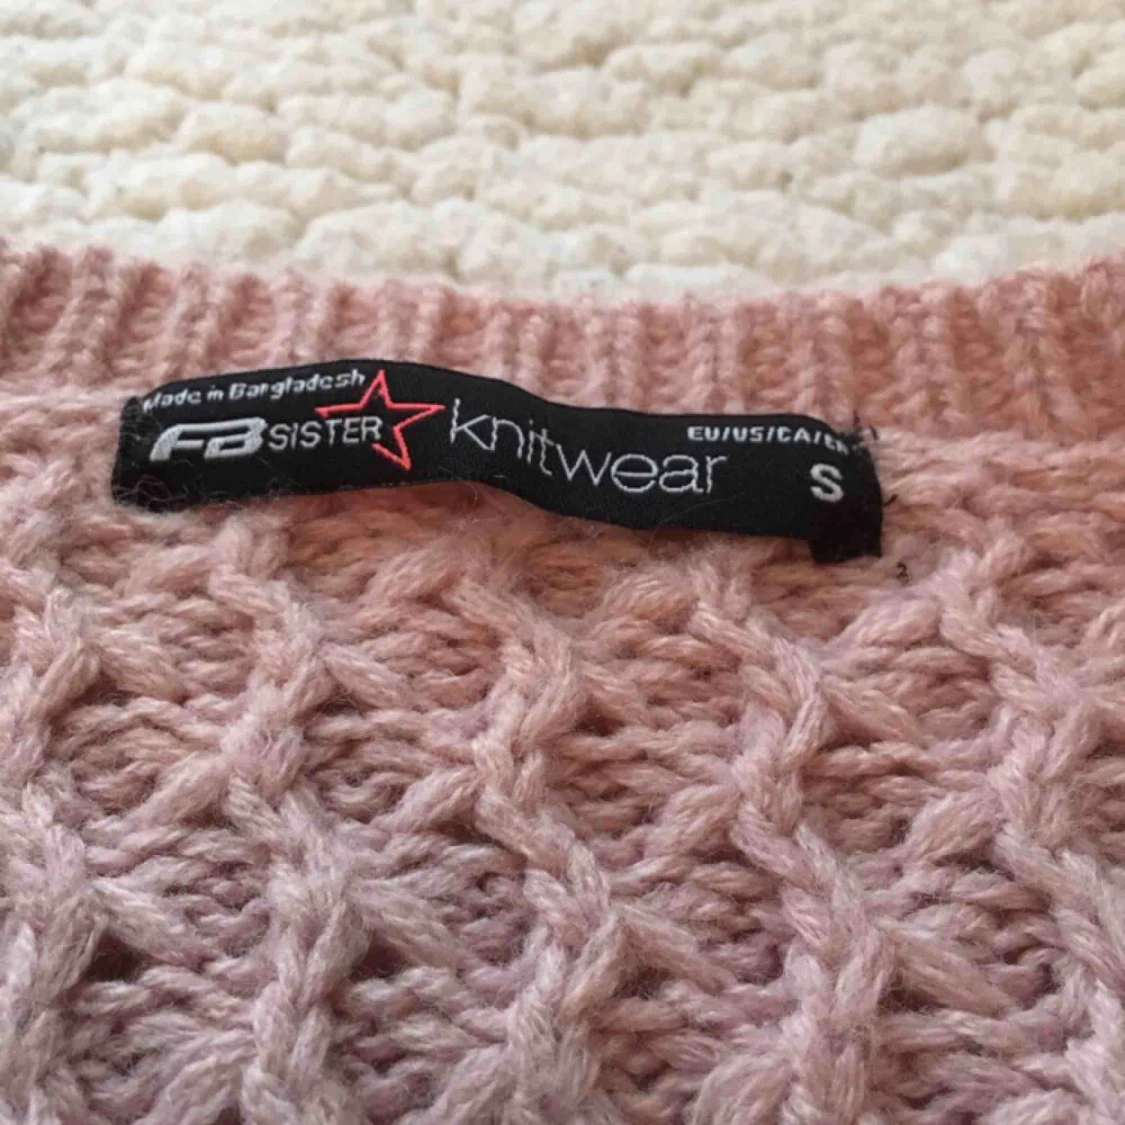 Made in Bangladesh
FB SISTER knitwear
EU/US/CA/
S